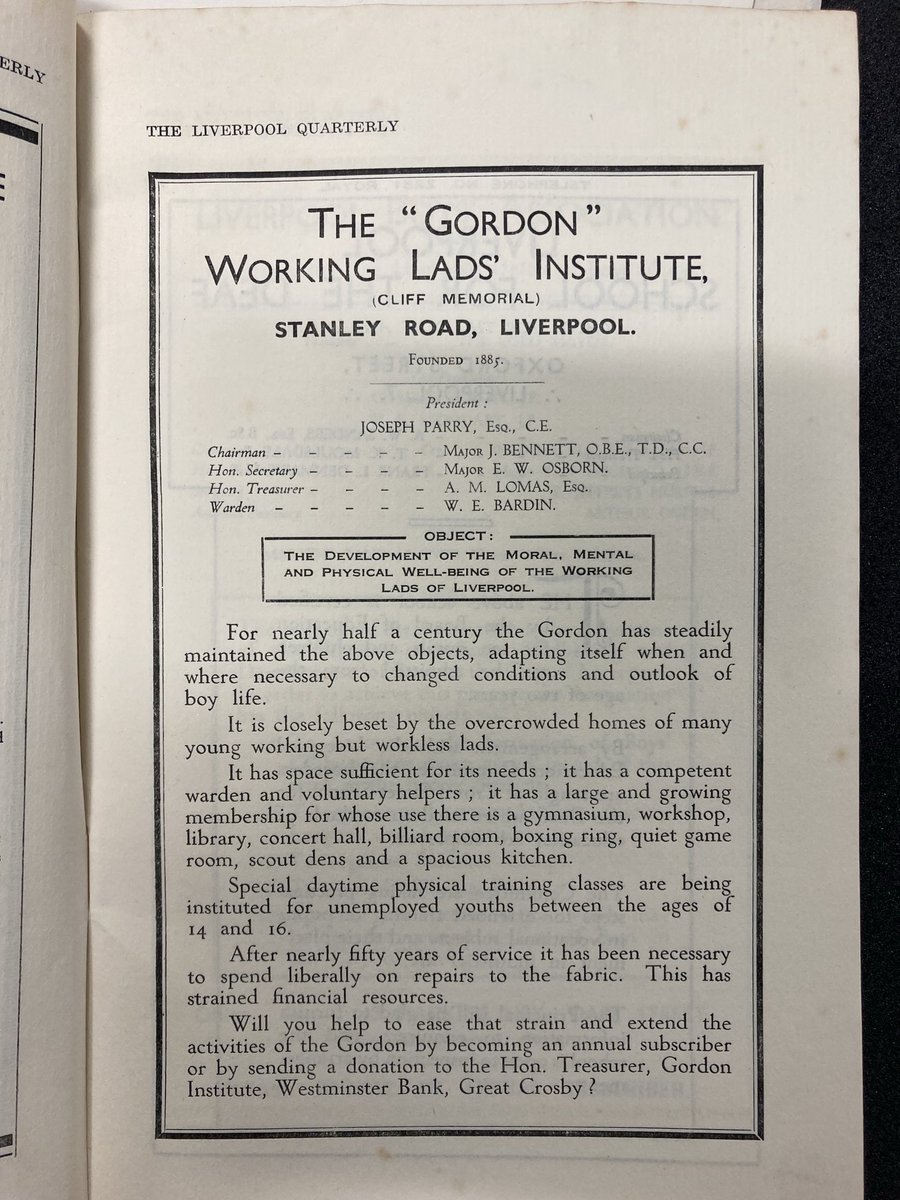 ERLY
THE LIVERPOOL QUARTERLY
THE "GORDON"
WORKING LADS' INSTITUTE,
(CLIFF MEMORIAL)
STANLEY ROAD, LIVERPOOL.
FOUNDED 1885.
President :
JOSEPH PARRY, Esq., C.E.
Chairman – – – – – MAJOR J. BENNETT, O.B.E., T.D., C.C.
Hon. Secretary – – – – MAJOR E. W. OSBORN.
Hon. Treasurer – – – – A. M. LOMAS, Esq.
Warden – – – – – W. E. BARDIN.
OBJECT:
THE DEVELOPMENT OF THE MORAL, MENTAL
AND PHYSICAL WELL-BEING OF THE WORKING
LADS OF LIVERPOOL.
For nearly half a century the Gordon has steadily
maintained the above objects, adapting itself when and
where necessary to changed conditions and outlook of
boy life.
It is closely beset by the overcrowded homes of many
young working but workless lads.
It has space sufficient for its needs ; it has a competent
warden and voluntary helpers ; it has a large and growing
membership for whose use there is a gymnasium, workshop,
library, concert hall, billiard room, boxing ring, quiet game
room, scout dens and a spacious kitchen.
Special daytime physical training classes are being
instituted for unemployed youths between the ages of
14 and 16.
After nearly fifty years of service it has been necessary
to spend liberally on repairs to the fabric. This has
strained financial resources.
Will you help to ease that strain and extend the
activities of the Gordon by becoming an annual subscriber
or by sending a donation to the Hon. Treasurer, Gordon
Institute, Westminster Bank, Great Crosby ?